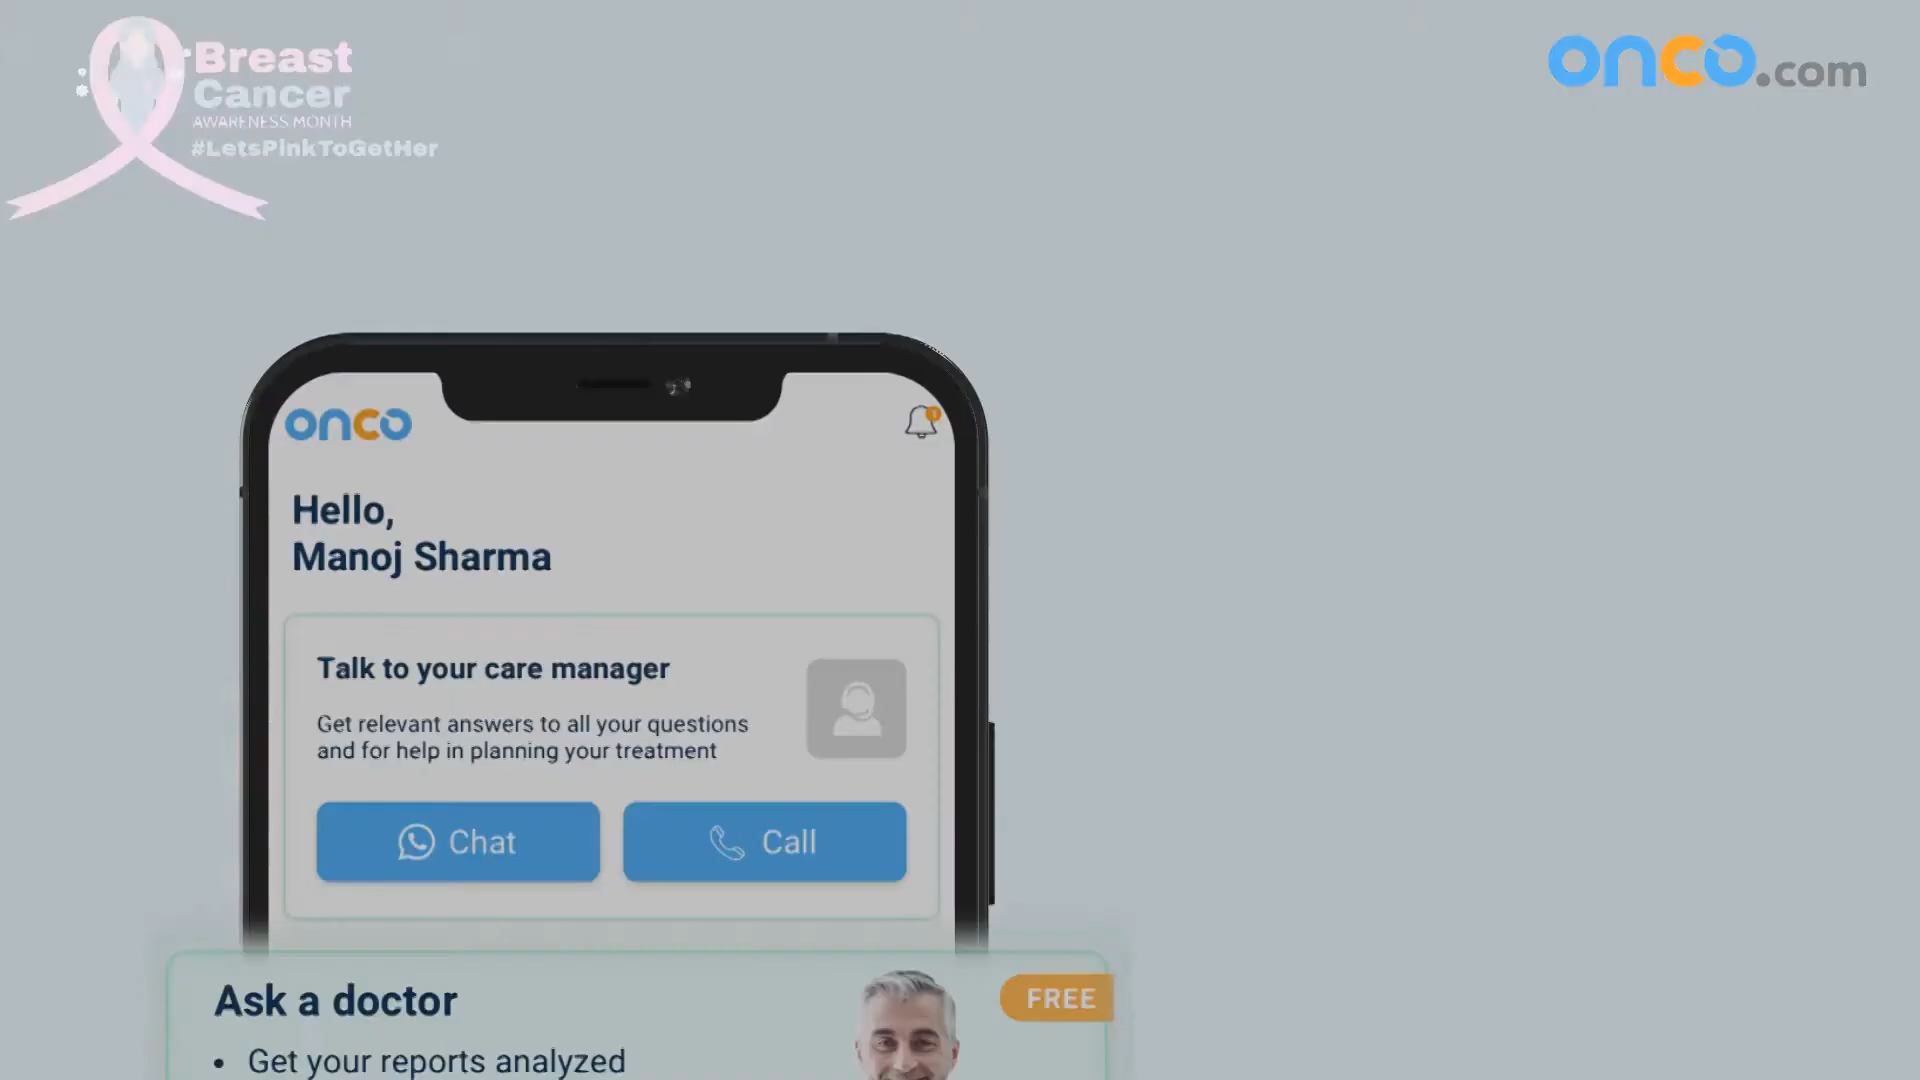 Breast
Cancer
AWARENESS MONTH
#LetsPinkToGetHer
onco.com
onco
Hello,
Manoj Sharma
Talk to your care manager
Get relevant answers to all your questions
and for help in planning your treatment
Chat
Call
Ask a doctor
FREE
• Get your reports analyzed